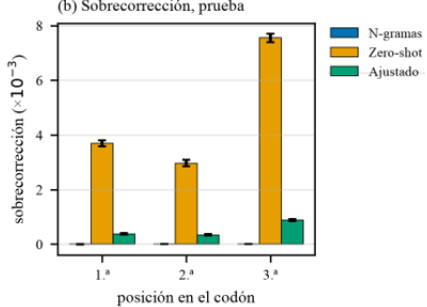 (b) Sobrecorrección, prueba
sobrecorrección (×10⁻³)
8
6
4
2
0
1.ª 2.ª 3.ª
posición en el codón
N-gramas
Zero-shot
Ajustado